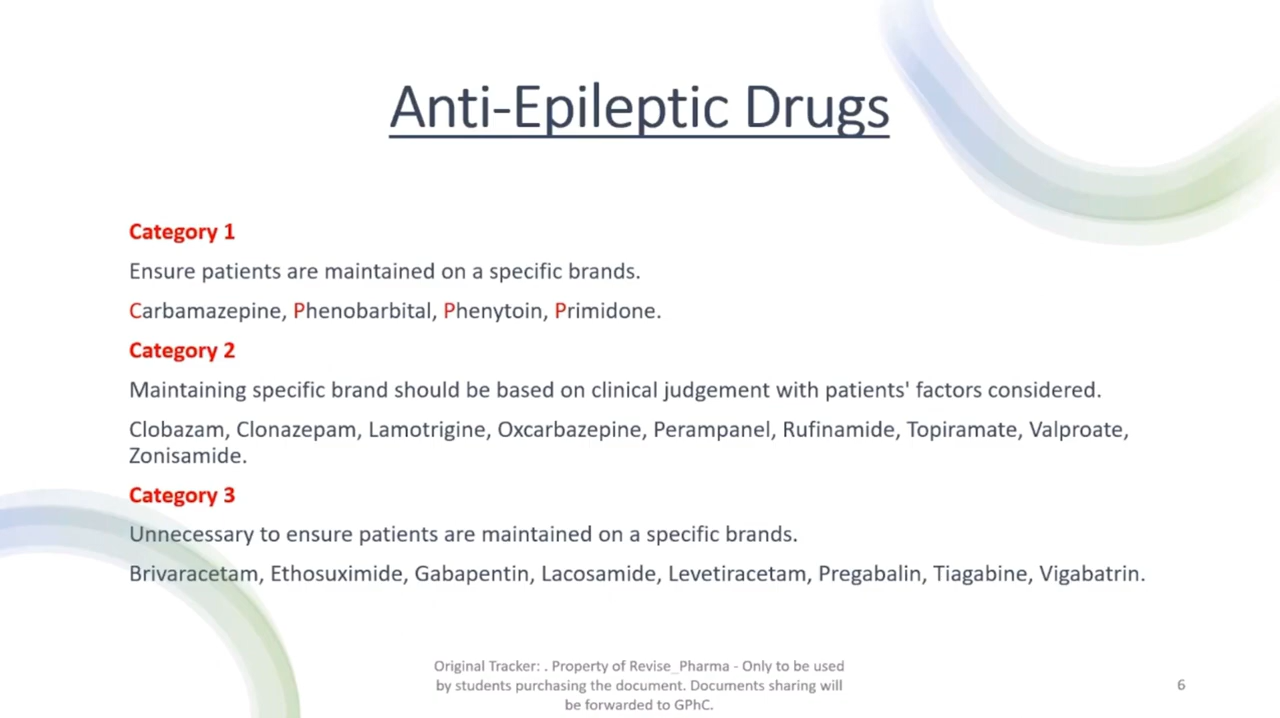 Anti-Epileptic Drugs
Category 1
Ensure patients are maintained on a specific brands.
Carbamazepine, Phenobarbital, Phenytoin, Primidone.
Category 2
Maintaining specific brand should be based on clinical judgement with patients' factors considered.
Clobazam, Clonazepam, Lamotrigine, Oxcarbazepine, Perampanel, Rufinamide, Topiramate, Valproate,
Zonisamide.
Category 3
Unnecessary to ensure patients are maintained on a specific brands.
Brivaracetam, Ethosuximide, Gabapentin, Lacosamide, Levetiracetam, Pregabalin, Tiagabine, Vigabatrin.
Original Tracker: . Property of Revise_Pharma - Only to be used
by students purchasing the document. Documents sharing will
be forwarded to GPhC.
6